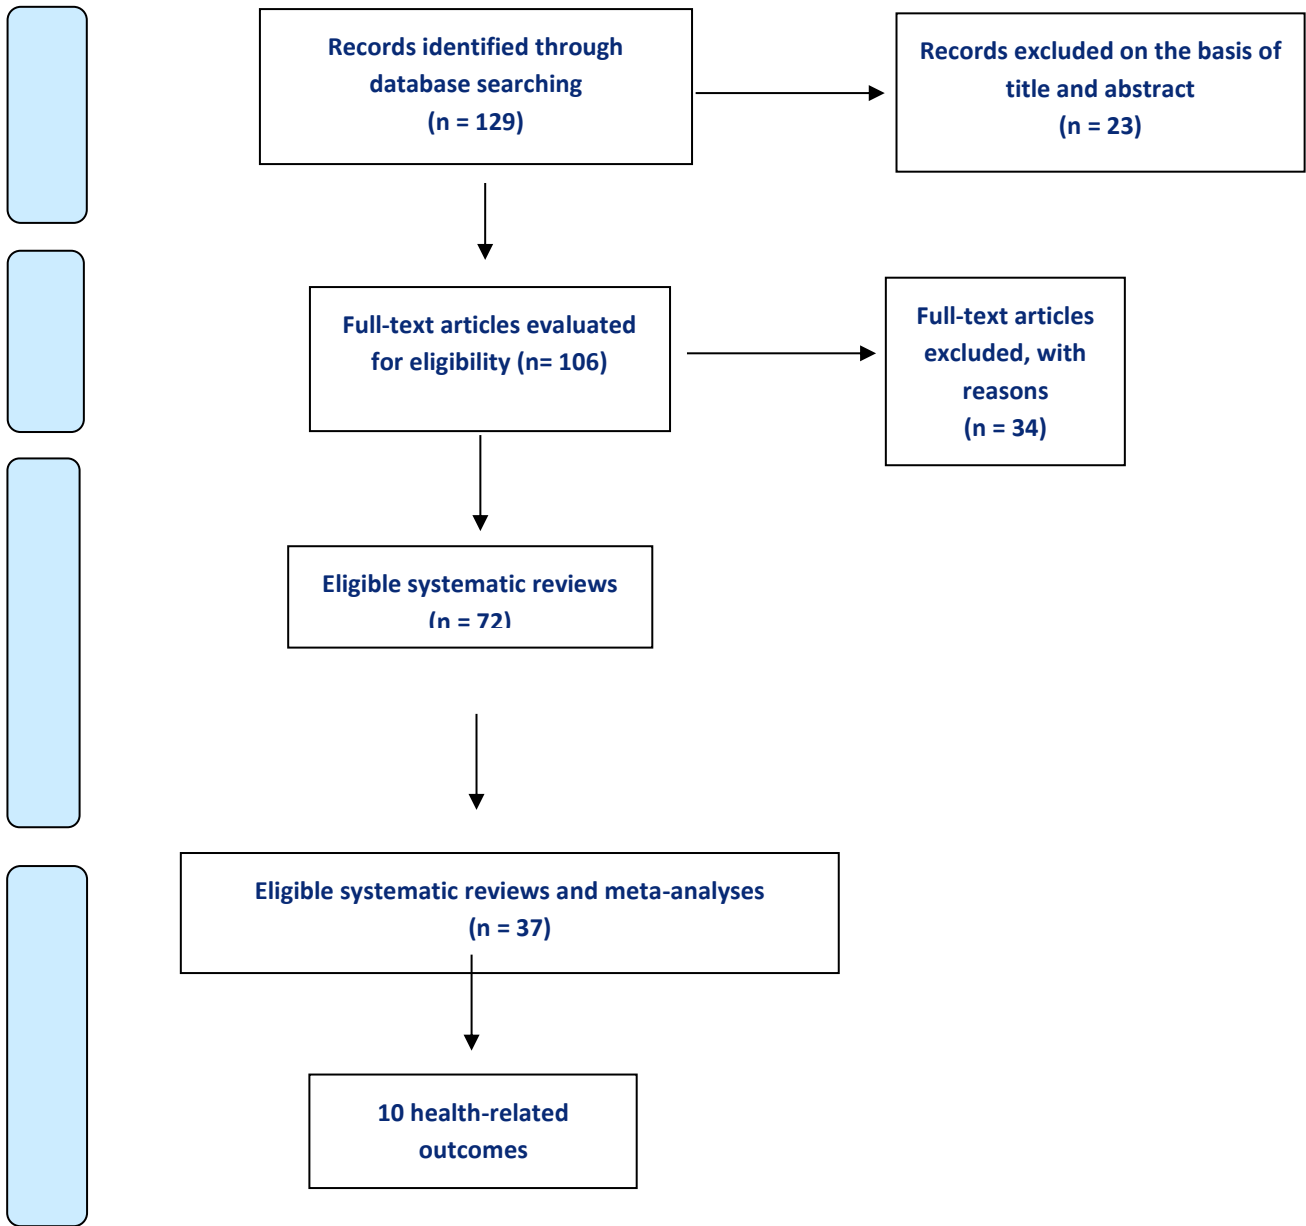 Records identified through
database searching
(n = 129)
Records excluded on the basis of
title and abstract
(n = 23)
Full-text articles evaluated
for eligibility (n= 106)
Full-text articles
excluded, with
reasons
(n = 34)
Eligible systematic reviews
(n = 72)
Eligible systematic reviews and meta-analyses
(n = 37)
10 health-related
outcomes